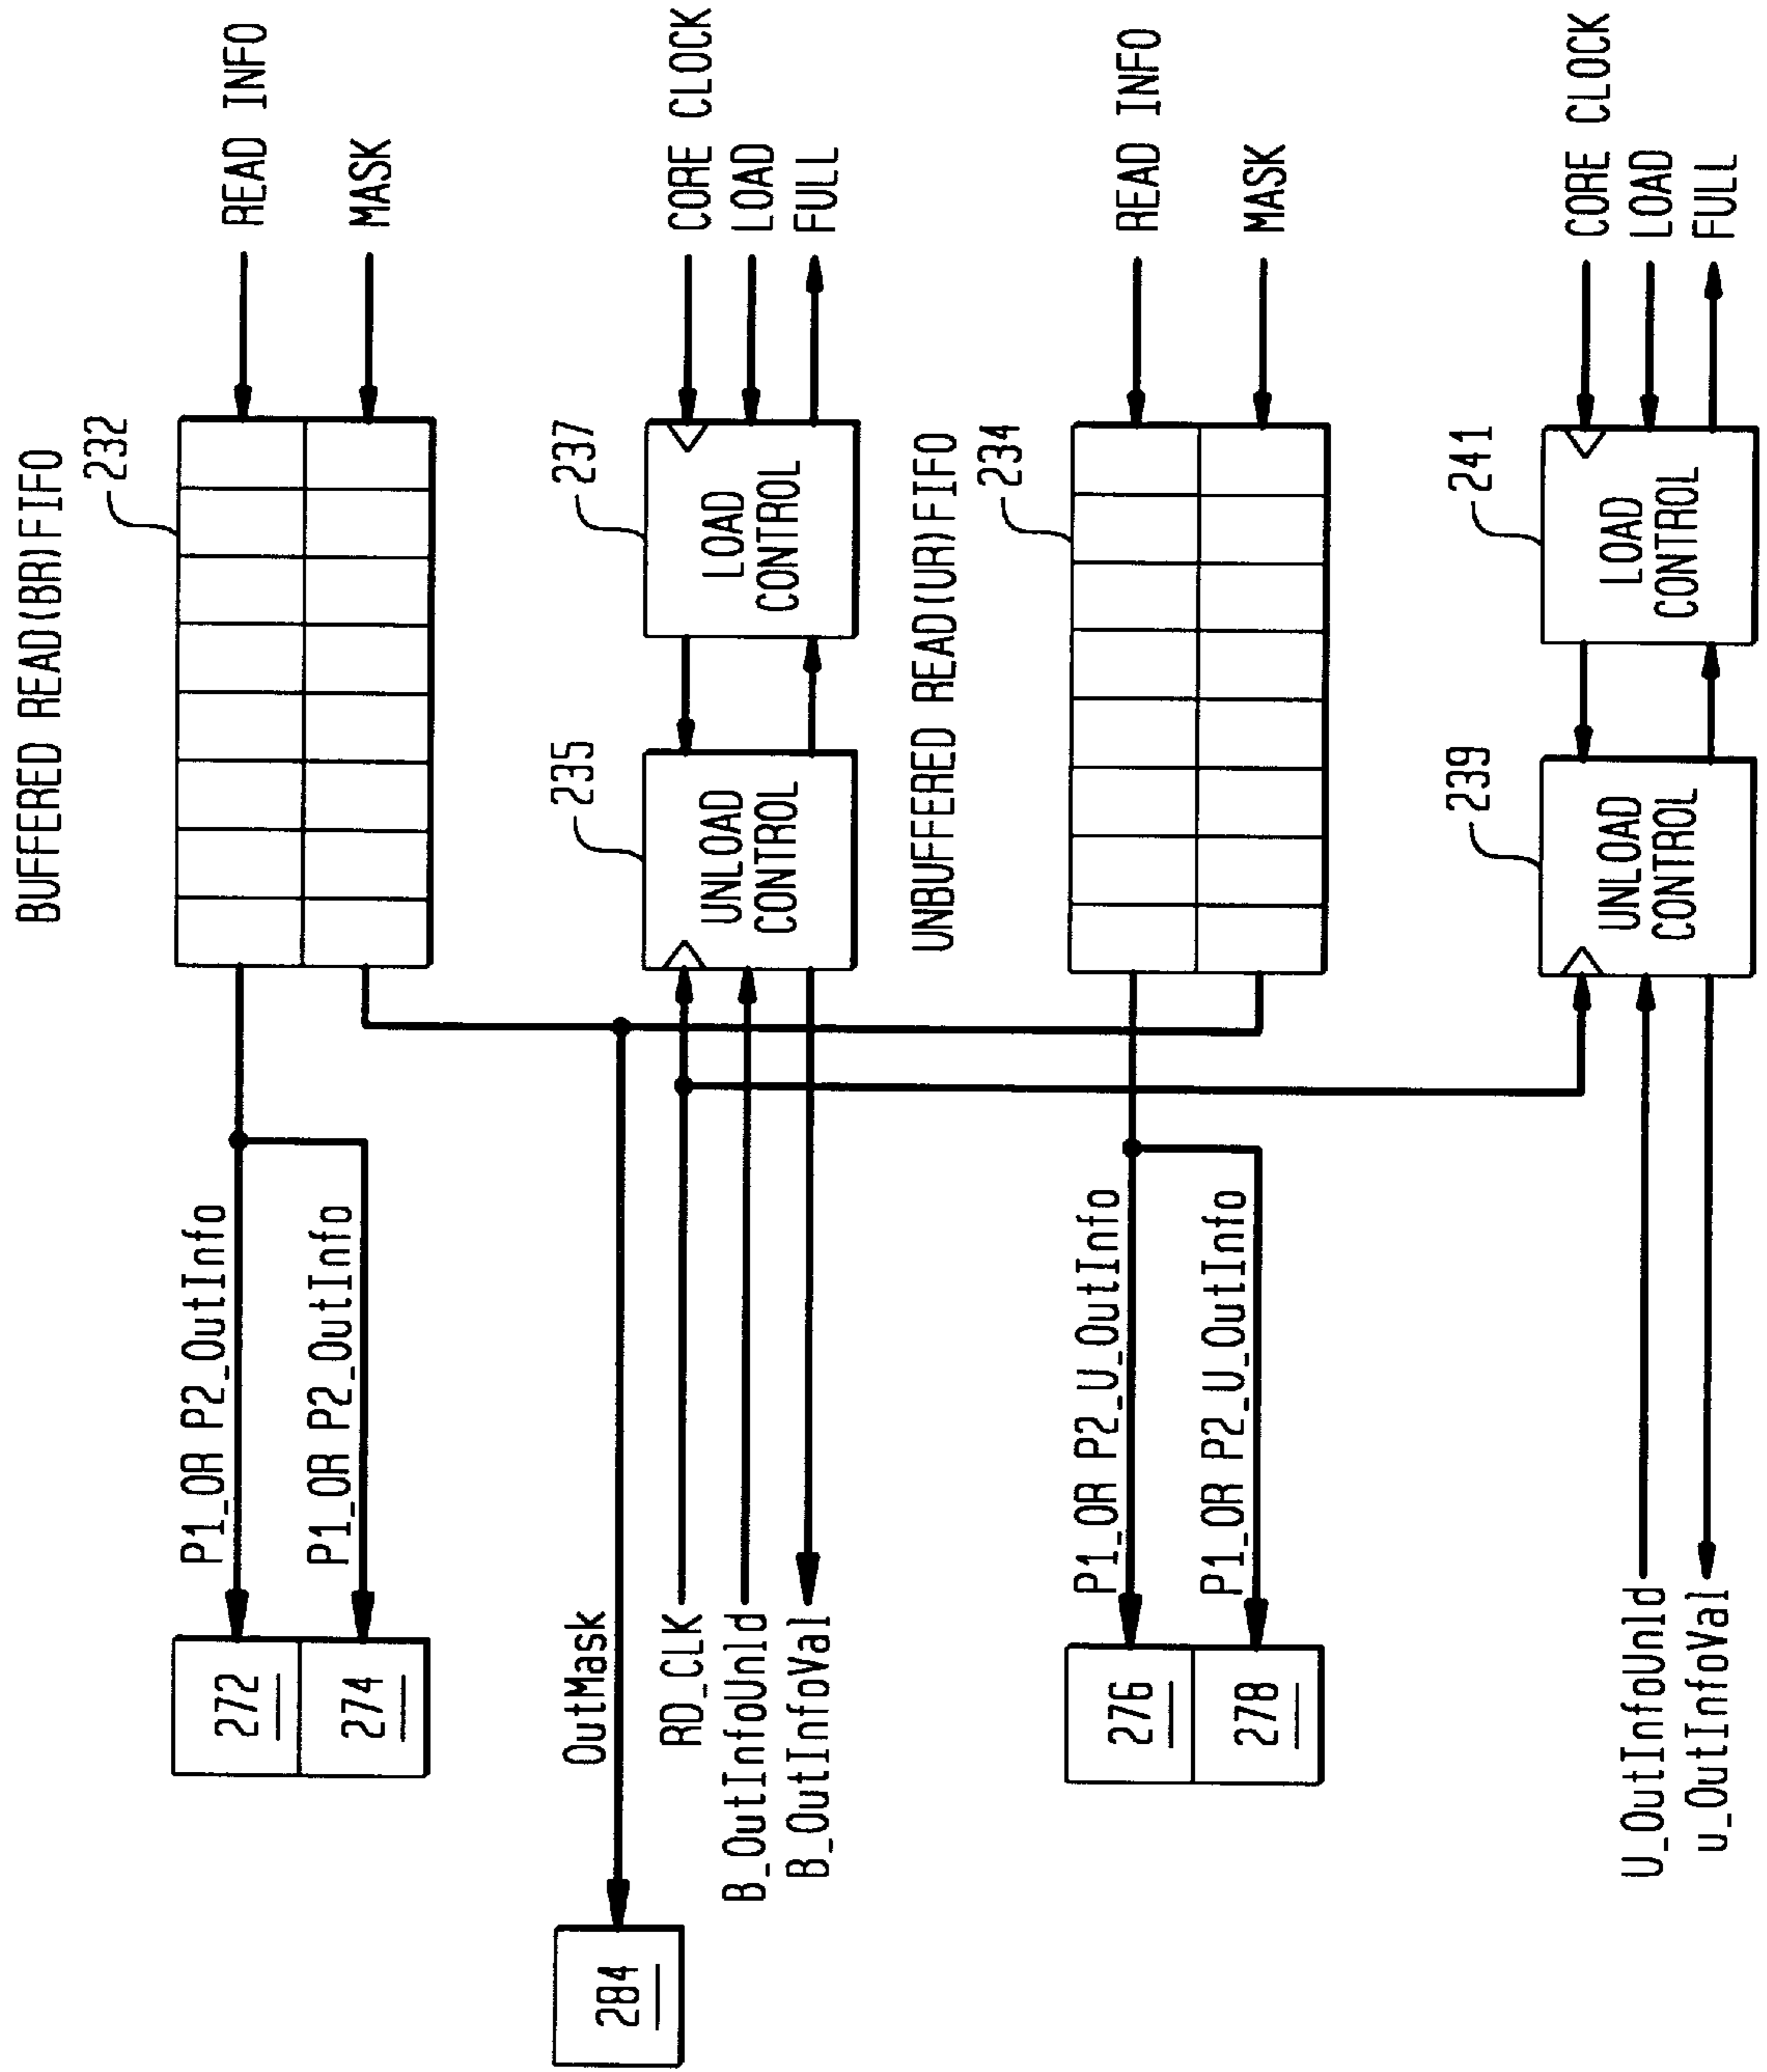 BUFFERED READ(BR)FIFO
232
READ INFO
MASK
P1_OR P2_OutInfo
P1_OR P2_OutInfo
272
274
284
OutMask
235
UNLOAD
CONTROL
237
LOAD
CONTROL
CORE CLOCK
LOAD
FULL
RD_CLK
B_OutInfoUnld
B_OutInfoVal
UNBUFFERED READ(UR)FIFO
234
READ INFO
MASK
P1_OR P2_U_OutInfo
P1_OR P2_U_OutInfo
276
278
239
UNLOAD
CONTROL
241
LOAD
CONTROL
CORE CLOCK
LOAD
FULL
U_OutInfoUnld
u_OutInfoVal